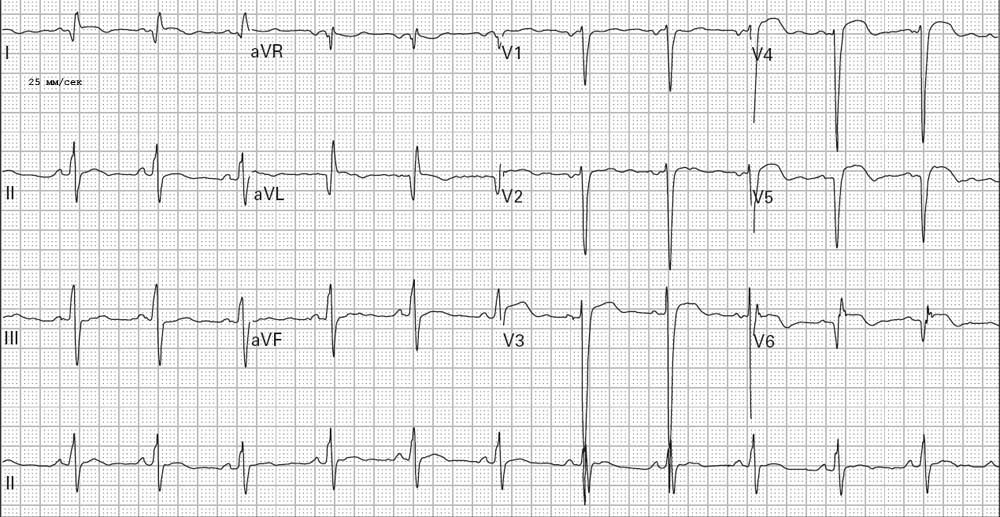 I aVR V1 V4
25 мм/сек
II aVL V2 V5
III aVF V3 V6
II